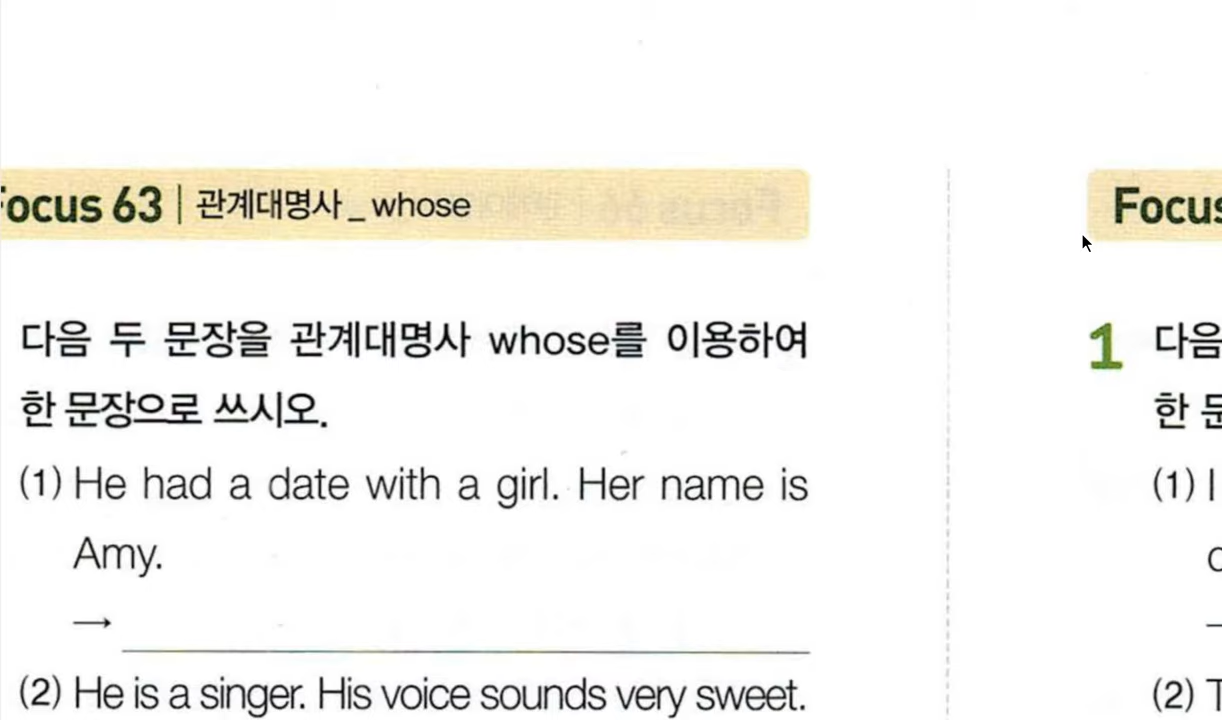 Focus 63 | 관계대명사 _ whose
다음 두 문장을 관계대명사 whose를 이용하여
한 문장으로 쓰시오.
(1) He had a date with a girl. Her name is
Amy.
→
(2) He is a singer. His voice sounds very sweet.
Focus
1 다음
한
(1) I
(2)